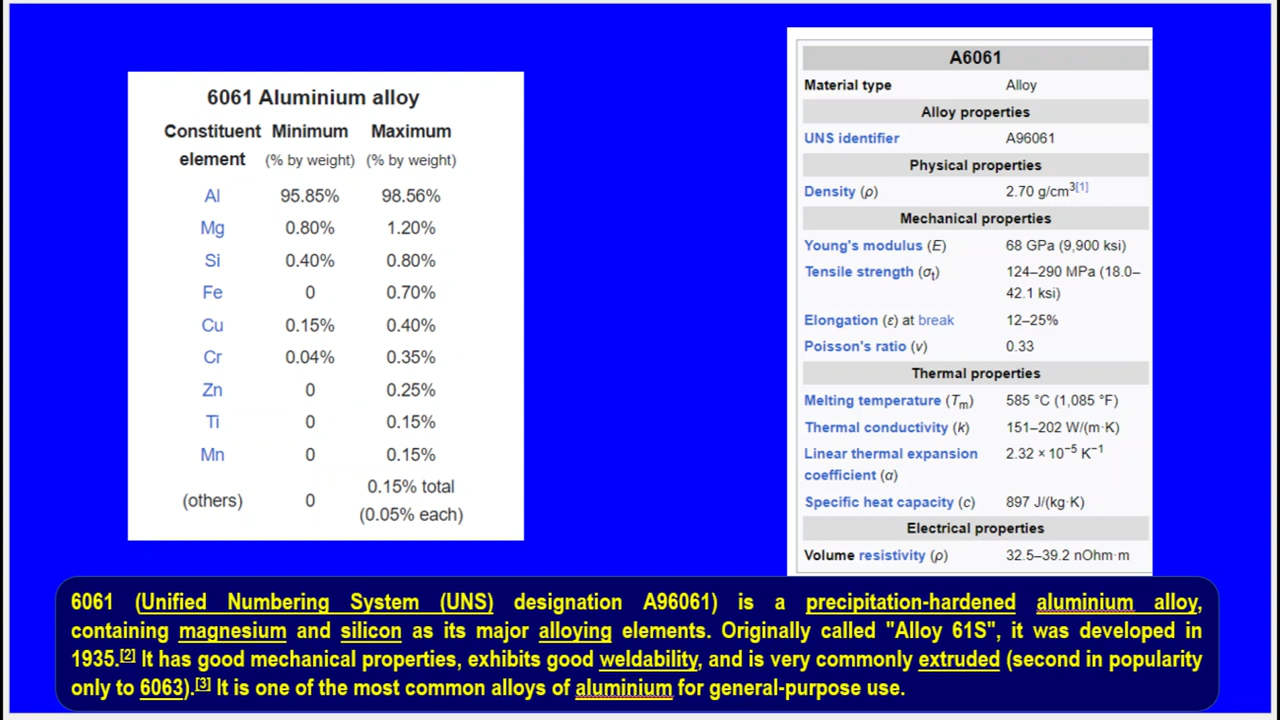 6061 Aluminium alloy
Constituent element Minimum (% by weight) Maximum (% by weight)
Al 95.85% 98.56%
Mg 0.80% 1.20%
Si 0.40% 0.80%
Fe 0 0.70%
Cu 0.15% 0.40%
Cr 0.04% 0.35%
Zn 0 0.25%
Ti 0 0.15%
Mn 0 0.15%
(others) 0 0.15% total (0.05% each)
A6061
Material type Alloy
Alloy properties
UNS identifier A96061
Physical properties
Density (ρ) 2.70 g/cm³[1]
Mechanical properties
Young's modulus (E) 68 GPa (9,900 ksi)
Tensile strength (σt) 124–290 MPa (18.0–
42.1 ksi)
Elongation (ε) at break 12–25%
Poisson's ratio (ν) 0.33
Thermal properties
Melting temperature (Tm) 585 °C (1,085 °F)
Thermal conductivity (k) 151–202 W/(m·K)
Linear thermal expansion 2.32 × 10⁻⁵ K⁻¹
coefficient (α)
Specific heat capacity (c) 897 J/(kg·K)
Electrical properties
Volume resistivity (ρ) 32.5–39.2 nOhm·m
6061 (Unified Numbering System (UNS) designation A96061) is a precipitation-hardened aluminium alloy,
containing magnesium and silicon as its major alloying elements. Originally called "Alloy 61S", it was developed in
1935.[2] It has good mechanical properties, exhibits good weldability, and is very commonly extruded (second in popularity
only to 6063).[3] It is one of the most common alloys of aluminium for general-purpose use.